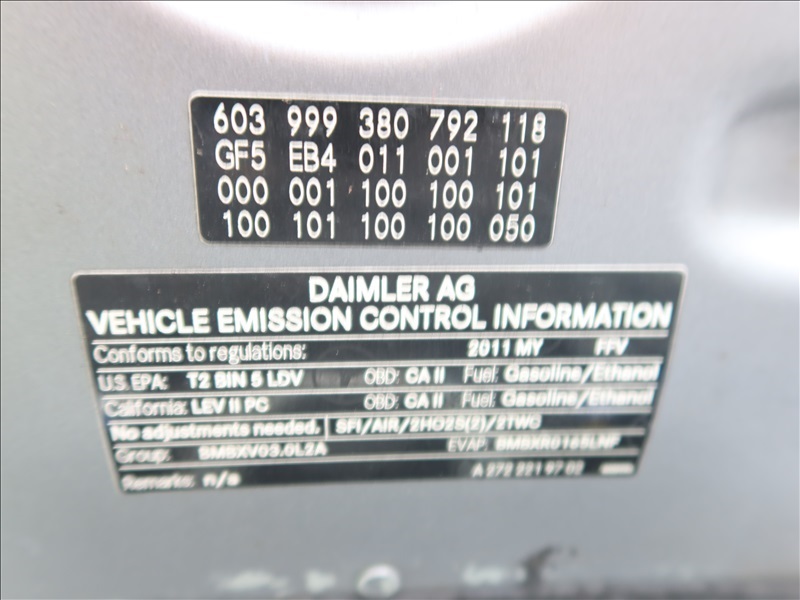 603 999 380 792 118
GF5 EB4 011 001 101
000 001 100 100 101
100 101 100 100 050
DAIMLER AG
VEHICLE EMISSION CONTROL INFORMATION
Conforms to regulations: 2011 MY FFV
U.S. EPA: T2 BIN 5 LDV OBD: CA II Fuel: Gasoline/Ethanol
California: LEV II PC OBD: CA II Fuel: Gasoline/Ethanol
No adjustments needed. SFI/AIR/2HO2S(2)/2TWC
Group: BMBXV03.0L2A EVAP:
Remarks: n/a A 272 221 97 02